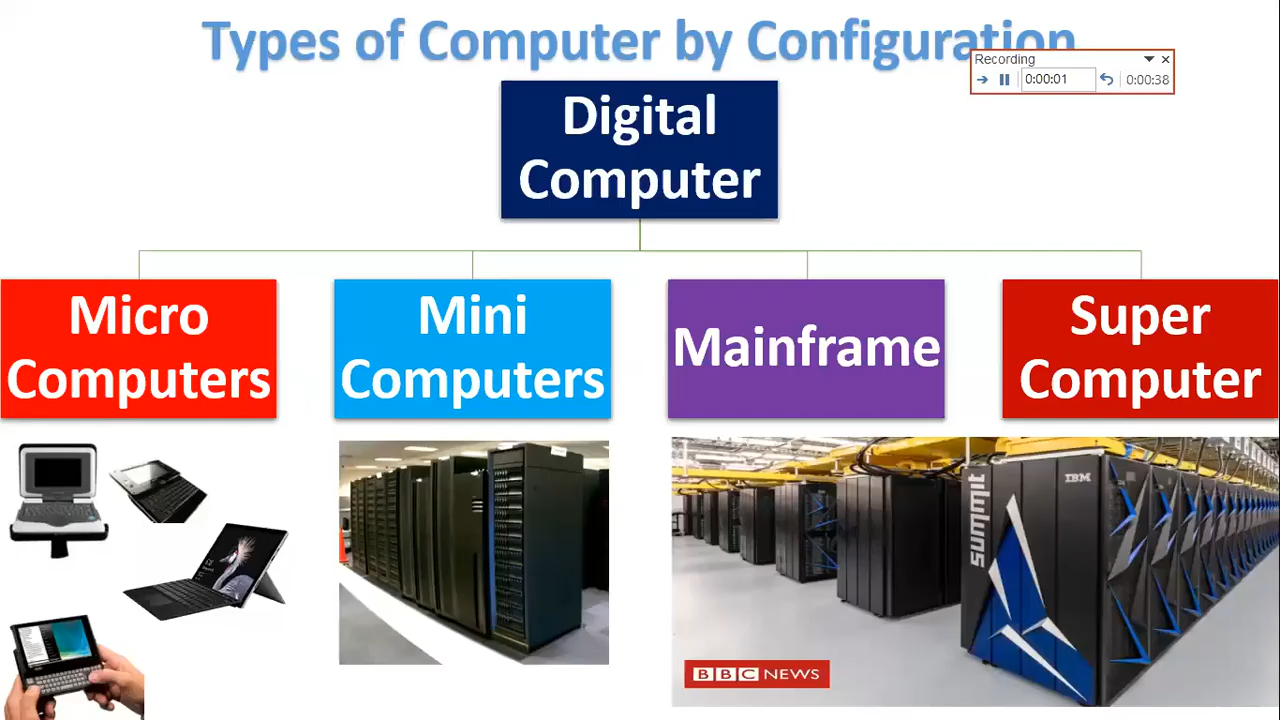 Types of Computer by Configuration
Recording
0:00:01
0:00:38
Digital
Computer
Micro
Computers
Mini
Computers
Mainframe
Super
Computer
summit
IBM
BBC NEWS